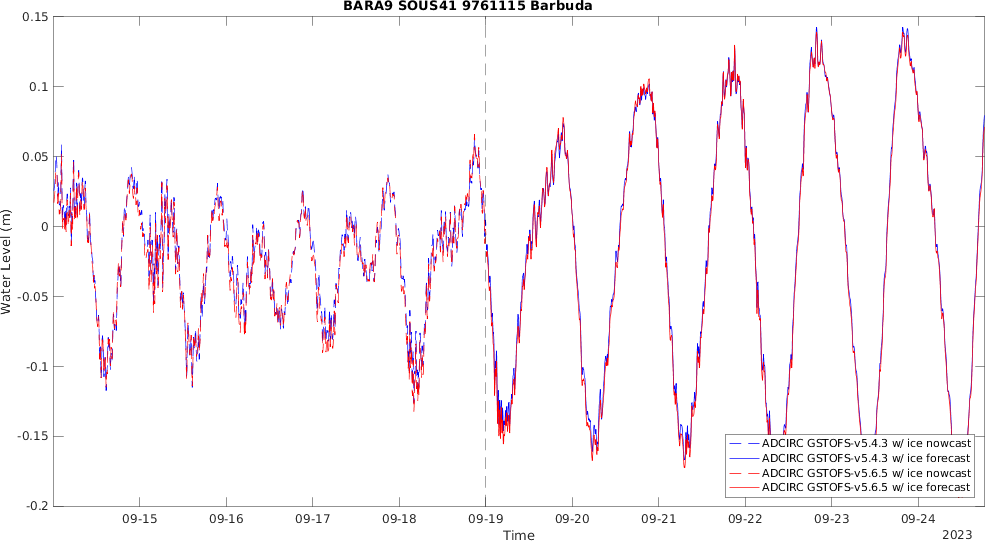 BARA9 SOUS41 9761115 Barbuda
0.15
0.1
0.05
0
-0.05
-0.1
-0.15
-0.2
Water Level (m)
ADCIRC GSTOFS-v5.4.3 w/ ice nowcast
ADCIRC GSTOFS-v5.4.3 w/ ice forecast
ADCIRC GSTOFS-v5.6.5 w/ ice nowcast
ADCIRC GSTOFS-v5.6.5 w/ ice forecast
09-15 09-16 09-17 09-18 09-19 09-20 09-21 09-22 09-23 09-24
Time
2023